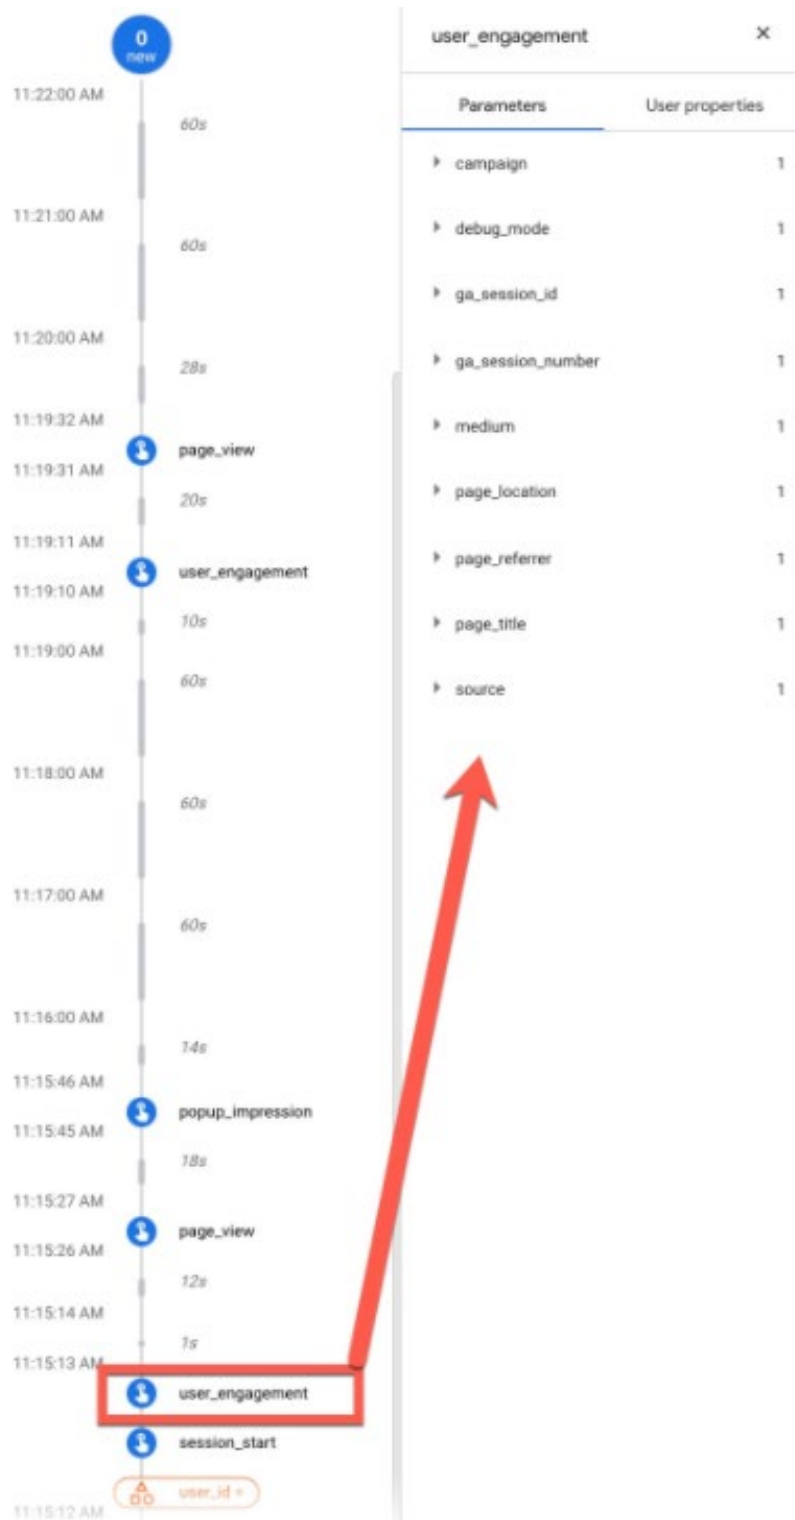 0
new
11:22:00 AM
60s
11:21:00 AM
60s
11:20:00 AM
28s
11:19:32 AM
page_view
11:19:31 AM
20s
11:19:11 AM
user_engagement
11:19:10 AM
10s
11:19:00 AM
60s
11:18:00 AM
60s
11:17:00 AM
60s
11:16:00 AM
14s
11:15:46 AM
popup_impression
11:15:45 AM
18s
11:15:27 AM
page_view
11:15:26 AM
12s
11:15:14 AM
1s
11:15:13 AM
user_engagement
session_start
user_id +
11:15:12 AM
user_engagement ×
Parameters User properties
campaign 1
debug_mode 1
ga_session_id 1
ga_session_number 1
medium 1
page_location 1
page_referrer 1
page_title 1
source 1